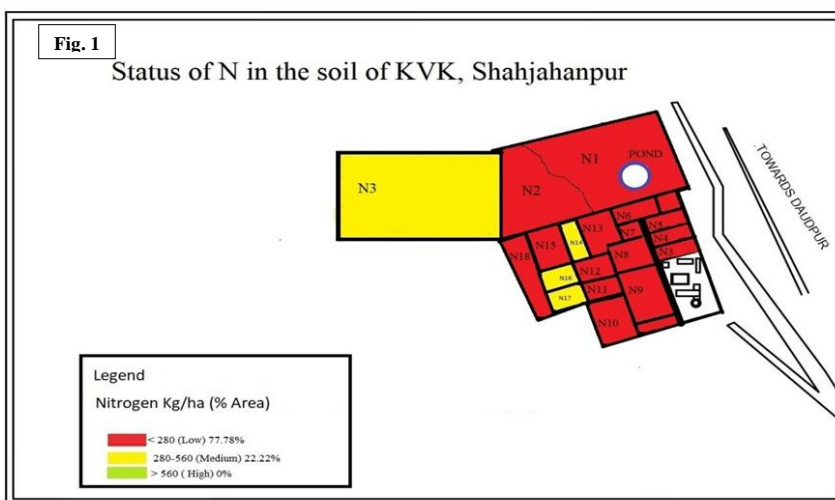 Fig. 1
Status of N in the soil of KVK, Shahjahanpur
TOWARDS DAUDPUR
N1
POND
N3
N2
N6
N5
N14
N13
N7
N4
N15
N3
N18
N8
N12
N16
N11
N9
N17
N10
Legend
Nitrogen Kg/ha (% Area)
< 280 (Low) 77.78%
280-560 (Medium) 22.22%
> 560 ( High) 0%